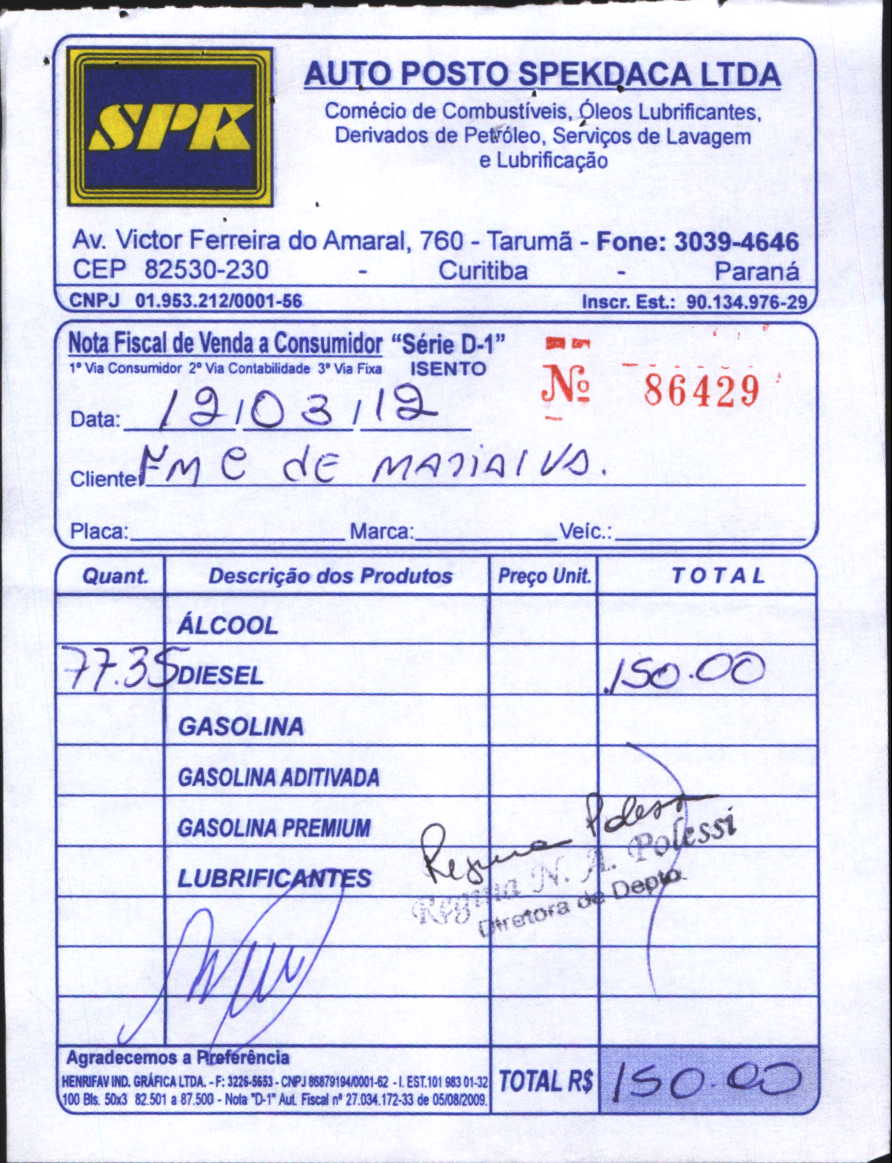 SPK
AUTO POSTO SPEKDACA LTDA
Comécio de Combustíveis, Óleos Lubrificantes,
Derivados de Petróleo, Serviços de Lavagem
e Lubrificação
Av. Victor Ferreira do Amaral, 760 - Tarumã - Fone: 3039-4646
CEP 82530-230 - Curitiba - Paraná
CNPJ 01.953.212/0001-56 Inscr. Est.: 90.134.976-29
Nota Fiscal de Venda a Consumidor "Série D-1"
1ª Via Consumidor 2ª Via Contabilidade 3ª Via Fixa ISENTO
Nº 86429
Data: 12/03/12
Cliente FMC DE MARIALVA.
Placa: Marca: Veíc.:
Quant. Descrição dos Produtos Preço Unit. TOTAL
ÁLCOOL
77.35 DIESEL 150.00
GASOLINA
GASOLINA ADITIVADA
GASOLINA PREMIUM
LUBRIFICANTES
Regina N. A. Polessi
Diretora de Depto.
Agradecemos a Preferência
HENRIFAV IND. GRÁFICA LTDA. - F: 3226-5653 - CNPJ 86879194/0001-62 - I. EST.101 983 01-32
100 Bls. 50x3 82.501 a 87.500 - Nota "D-1" Aut. Fiscal nº 27.034.172-33 de 05/08/2009.
TOTAL R$ 150.00